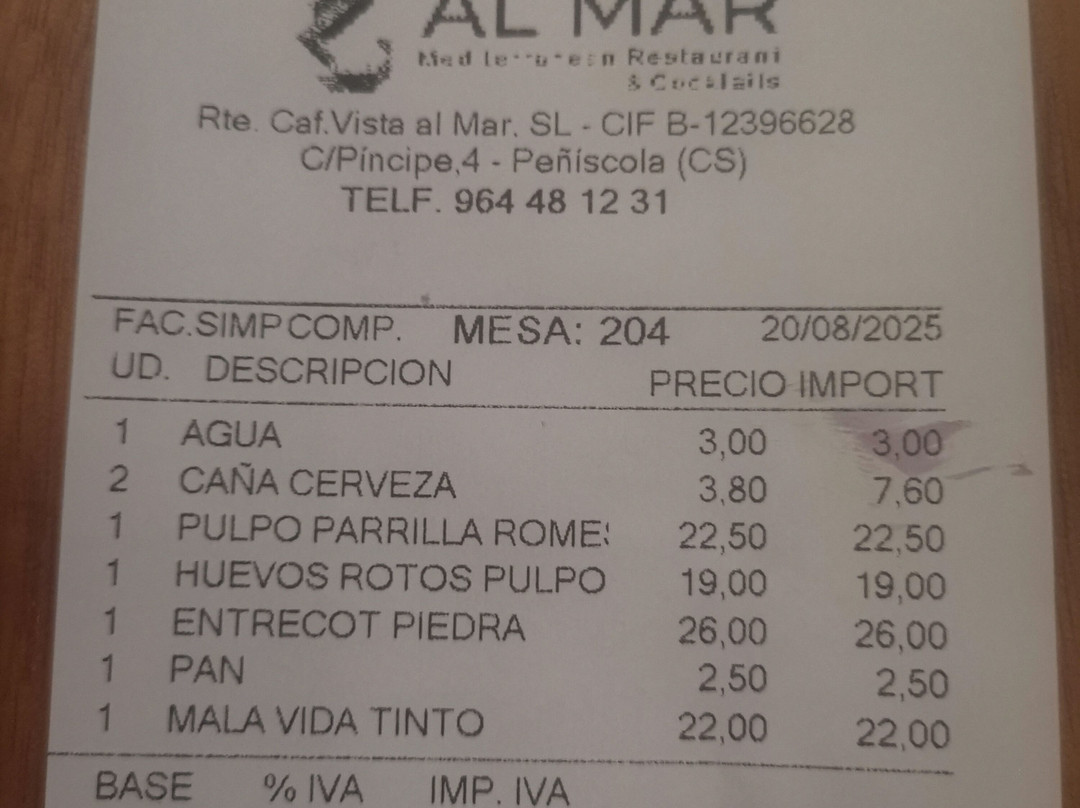 AL MAR
Restaurant
& Cocktails
Rte. Caf.Vista al Mar, SL - CIF B-12396628
C/Píncipe,4 - Peñíscola (CS)
TELF. 964 48 12 31
FAC.SIMPCOMP. MESA: 204 20/08/2025
UD. DESCRIPCION PRECIO IMPORT
1 AGUA 3,00 3,00
2 CAÑA CERVEZA 3,80 7,60
1 PULPO PARRILLA ROMES 22,50 22,50
1 HUEVOS ROTOS PULPO 19,00 19,00
1 ENTRECOT PIEDRA 26,00 26,00
1 PAN 2,50 2,50
1 MALA VIDA TINTO 22,00 22,00
BASE % IVA IMP. IVA